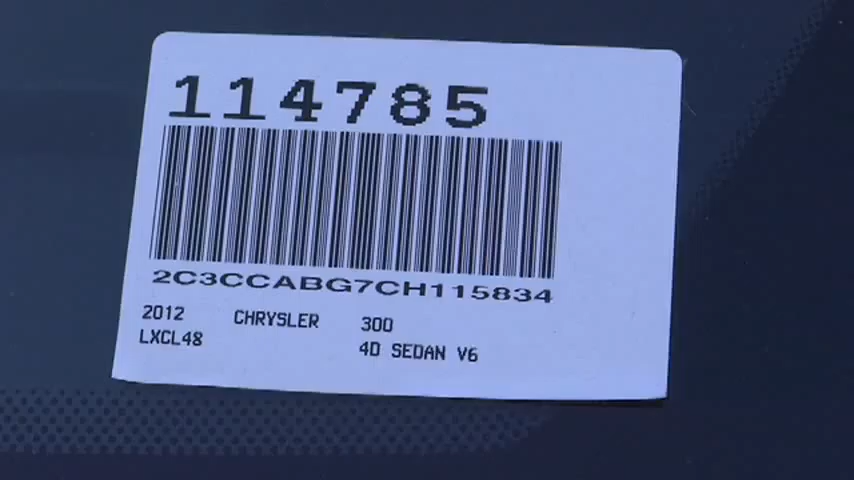 114785
2C3CCABG7CH115834
2012 CHRYSLER 300
LXCL48 4D SEDAN V6